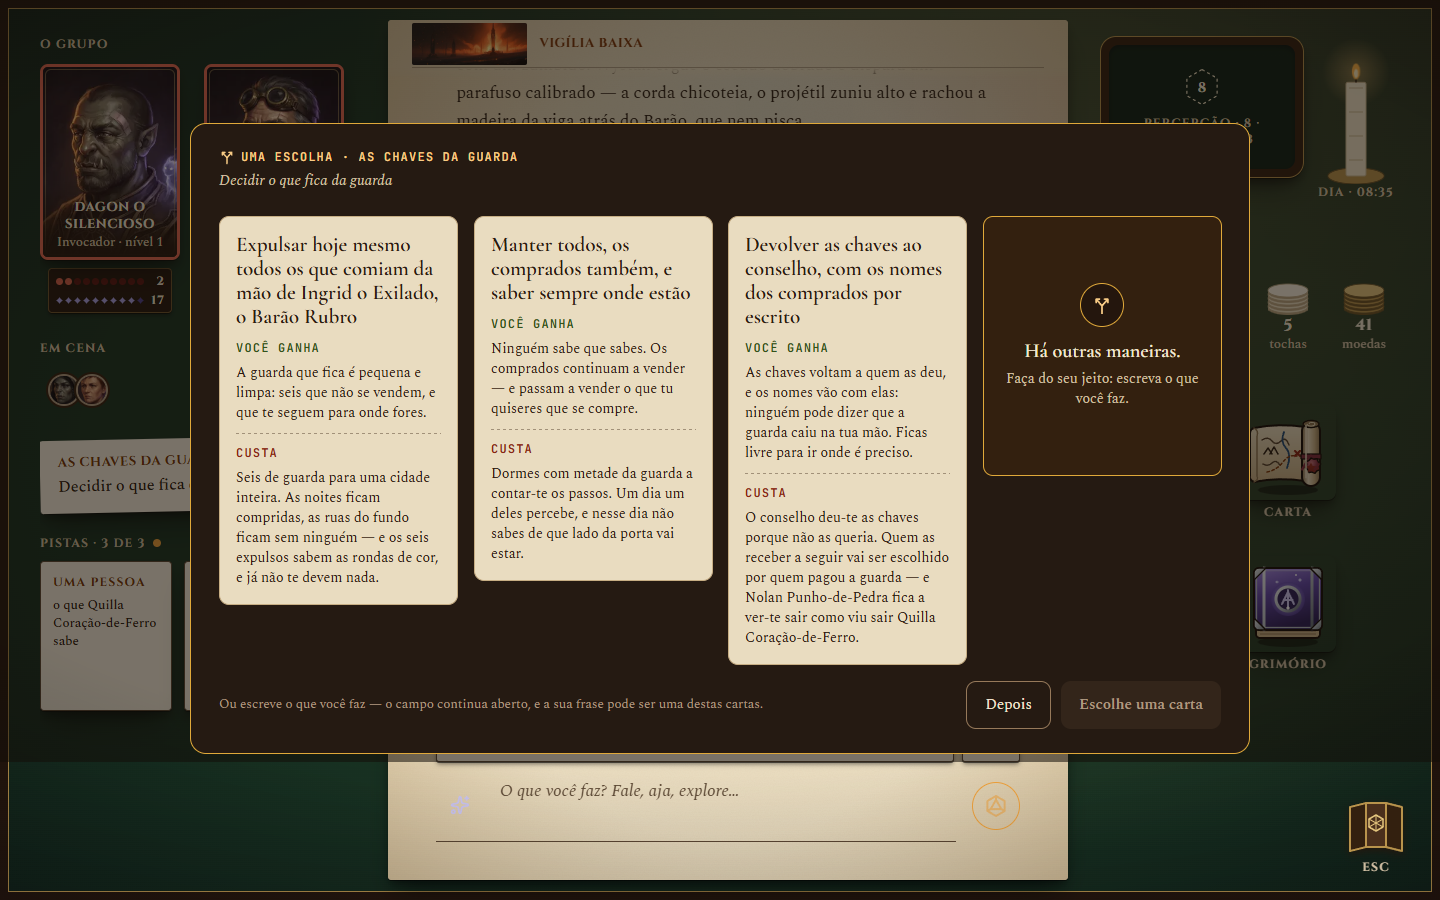 O GRUPO
DAGON O
SILENCIOSO
Invocador · nível 1
2
17
EM CENA
AS CHAVES DA
Decidir o que fica
PISTAS · 3 DE 3
UMA PESSOA
o que Quilla
Coração-de-Ferro
sabe
VIGÍLIA BAIXA
parafuso calibrado — a corda chicoteia, o projétil zuniu alto e rachou a
madeira da viga atrás do Barão, que nem pisca.
UMA ESCOLHA · AS CHAVES DA GUARDA
Decidir o que fica da guarda
Expulsar hoje mesmo
todos os que comiam da
mão de Ingrid o Exilado,
o Barão Rubro
VOCÊ GANHA
A guarda que fica é pequena e
limpa: seis que não se vendem, e
que te seguem para onde fores.
CUSTA
Seis de guarda para uma cidade
inteira. As noites ficam
compridas, as ruas do fundo
ficam sem ninguém — e os seis
expulsos sabem as rondas de cor,
e já não te devem nada.
Manter todos, os
comprados também, e
saber sempre onde estão
VOCÊ GANHA
Ninguém sabe que sabes. Os
comprados continuam a vender
— e passam a vender o que tu
quiseres que se compre.
CUSTA
Dormes com metade da guarda a
contar-te os passos. Um dia um
deles percebe, e nesse dia não
sabes de que lado da porta vai
estar.
Devolver as chaves ao
conselho, com os nomes
dos comprados por
escrito
VOCÊ GANHA
As chaves voltam a quem as deu,
e os nomes vão com elas:
ninguém pode dizer que a
guarda caiu na tua mão. Ficas
livre para ir onde é preciso.
CUSTA
O conselho deu-te as chaves
porque não as queria. Quem as
receber a seguir vai ser escolhido
por quem pagou a guarda — e
Nolan Punho-de-Pedra fica a
ver-te sair como viu sair Quilla
Coração-de-Ferro.
Há outras maneiras.
Faça do seu jeito: escreva o que
você faz.
Ou escreve o que você faz — o campo continua aberto, e a sua frase pode ser uma destas cartas.
Depois
Escolhe uma carta
O que você faz? Fale, aja, explore...
8
PERCEPÇÃO · 8 ·
DIA · 08:35
5
tochas
41
moedas
CARTA
GRIMÓRIO
ESC